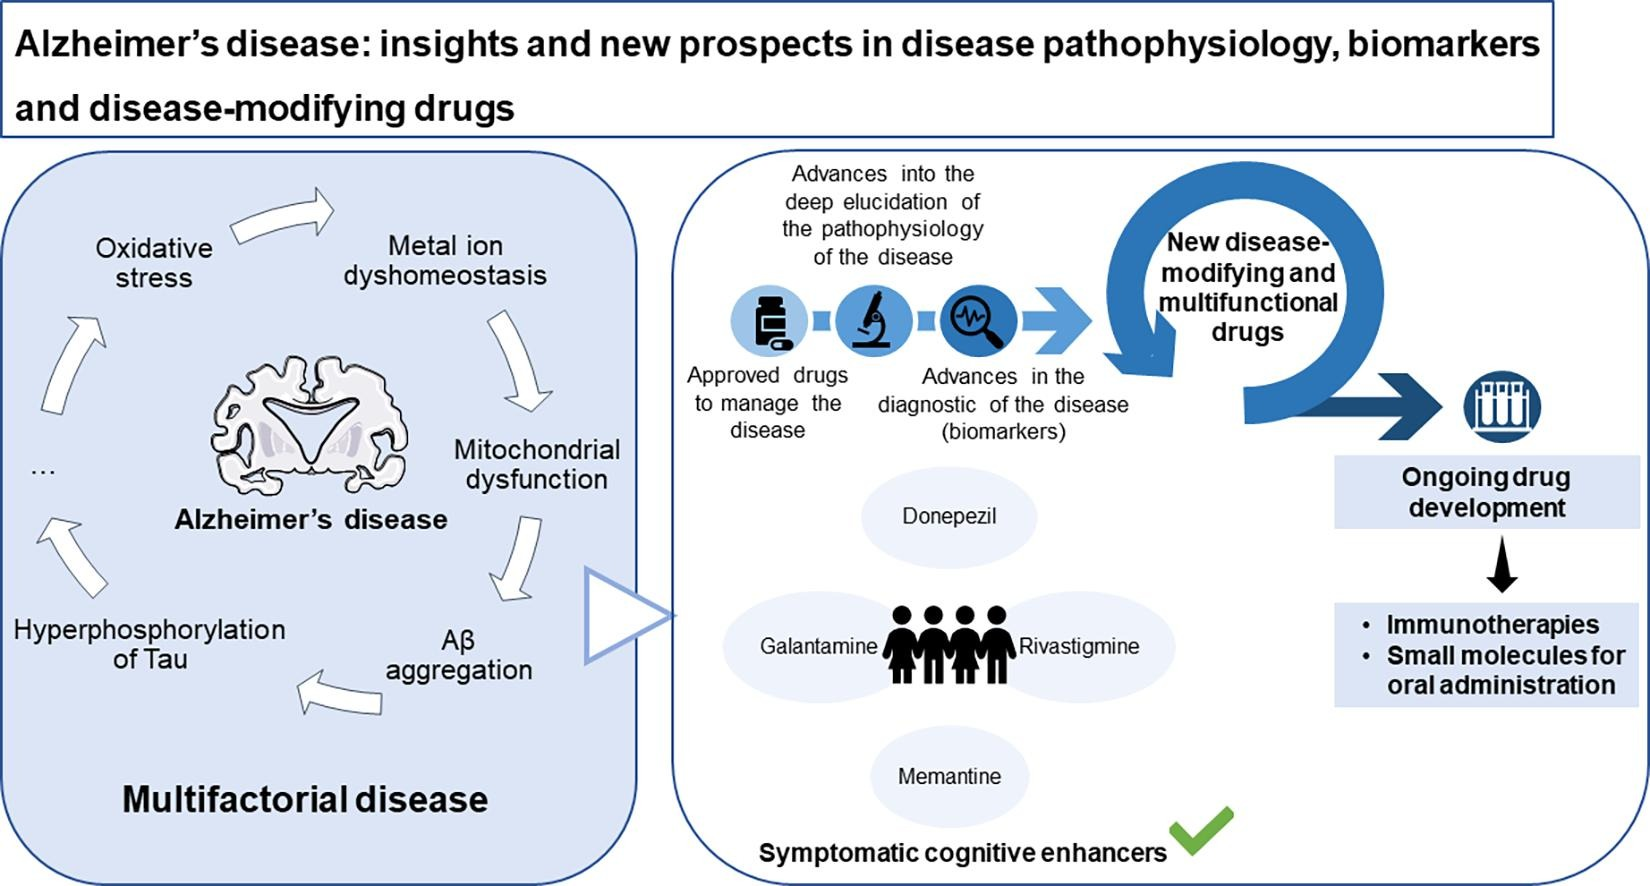 Alzheimer’s disease: insights and new prospects in disease pathophysiology, biomarkers
and disease-modifying drugs
Oxidative
stress
Metal ion
dyshomeostasis
Mitochondrial
dysfunction
Aβ
aggregation
Hyperphosphorylation
of Tau
...
Alzheimer’s disease
Multifactorial disease
Advances into the
deep elucidation of
the pathophysiology
of the disease
Approved drugs
to manage the
disease
Advances in the
diagnostic of the disease
(biomarkers)
New disease-
modifying and
multifunctional
drugs
Ongoing drug
development
• Immunotherapies
• Small molecules for
oral administration
Donepezil
Galantamine
Rivastigmine
Memantine
Symptomatic cognitive enhancers